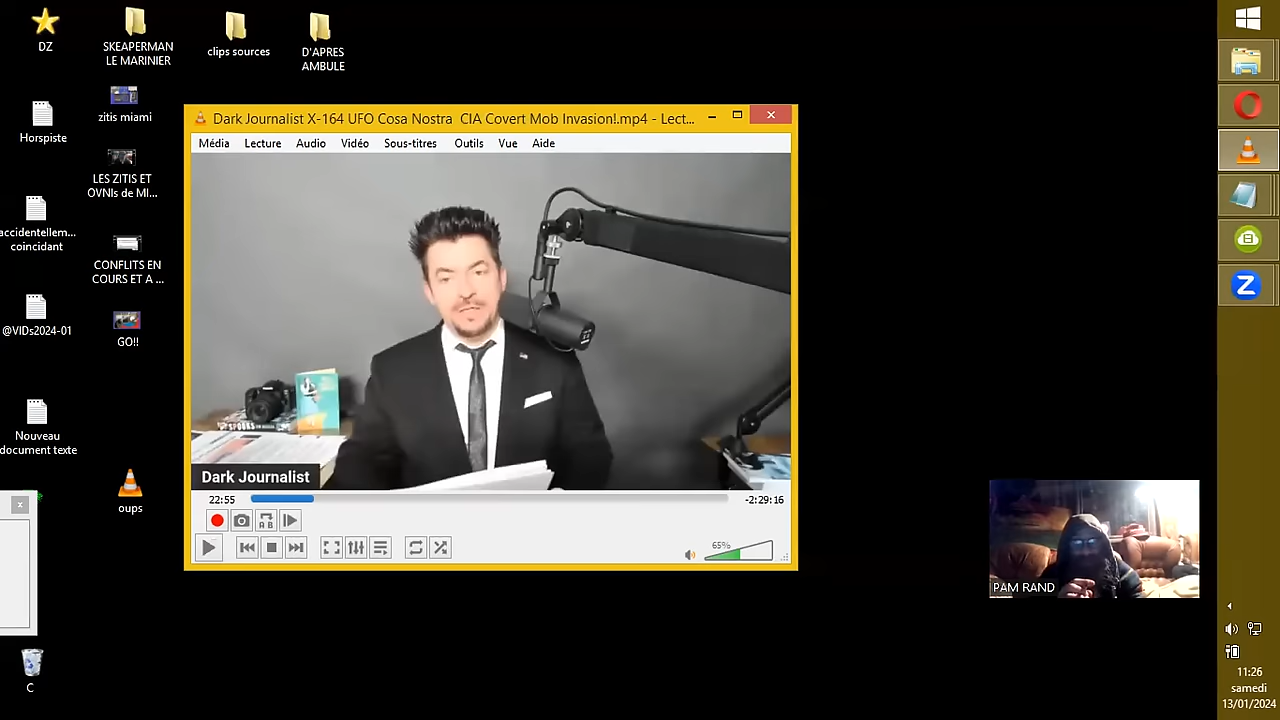 DZ
SKEAPERMAN
LE MARINIER
clips sources
D'APRES
AMBULE
Horspiste
zitis miami
LES ZITIS ET
OVNIs de MI...
accidentellem...
coincidant
CONFLITS EN
COURS ET A ...
@VIDs2024-01
GO!!
Nouveau
document texte
oups
C
Dark Journalist X-164 UFO Cosa Nostra  CIA Covert Mob Invasion!.mp4 - Lect...
Média Lecture Audio Vidéo Sous-titres Outils Vue Aide
SPOOKS
Dark Journalist
22:55
-2:29:16
65%
PAM RAND
11:26
samedi
13/01/2024